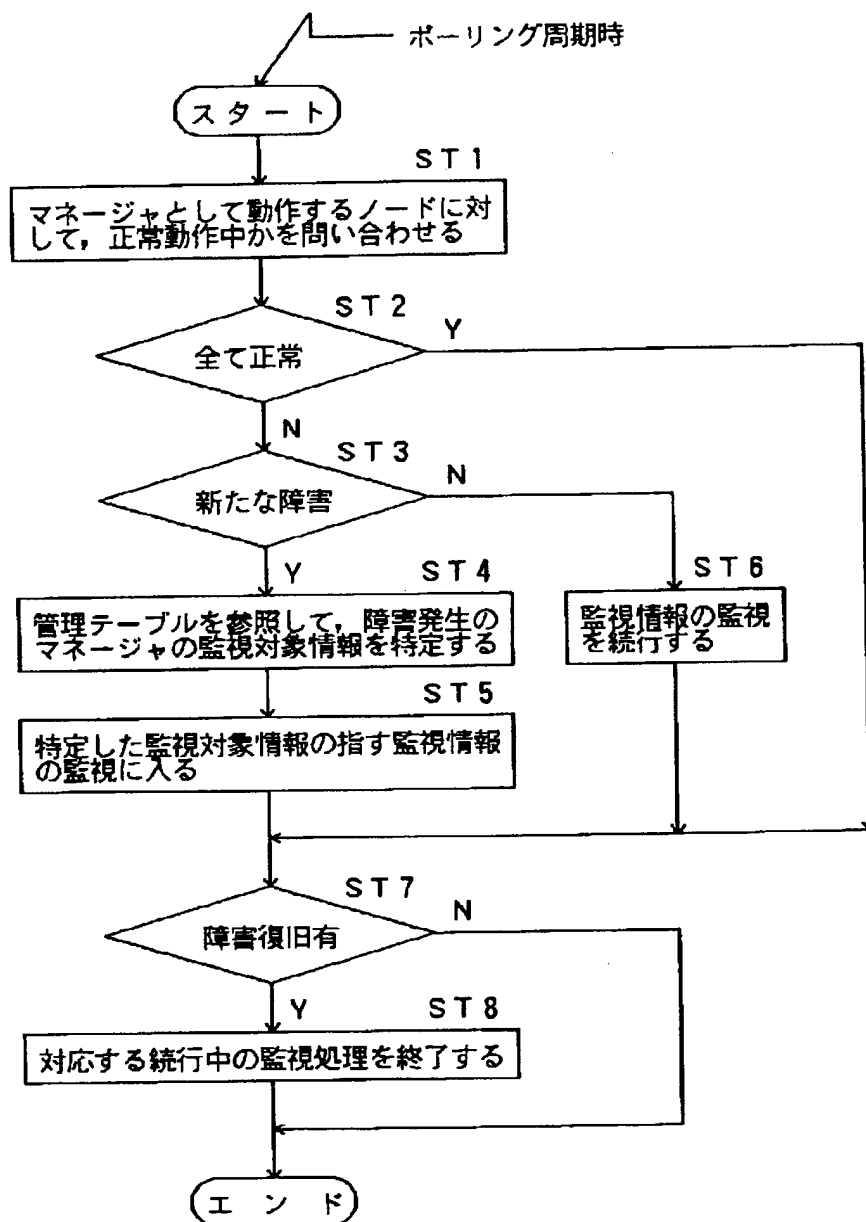 ポーリング周期時
スタート
ST1
マネージャとして動作するノードに対
して，正常動作中かを問い合わせる
ST2
Y
全て正常
N
ST3
N
新たな障害
Y
ST4
管理テーブルを参照して，障害発生の
マネージャの監視対象情報を特定する
ST6
監視情報の監視
を続行する
ST5
特定した監視対象情報の指す監視情報
の監視に入る
ST7
N
障害復旧有
Y
ST8
対応する続行中の監視処理を終了する
エンド